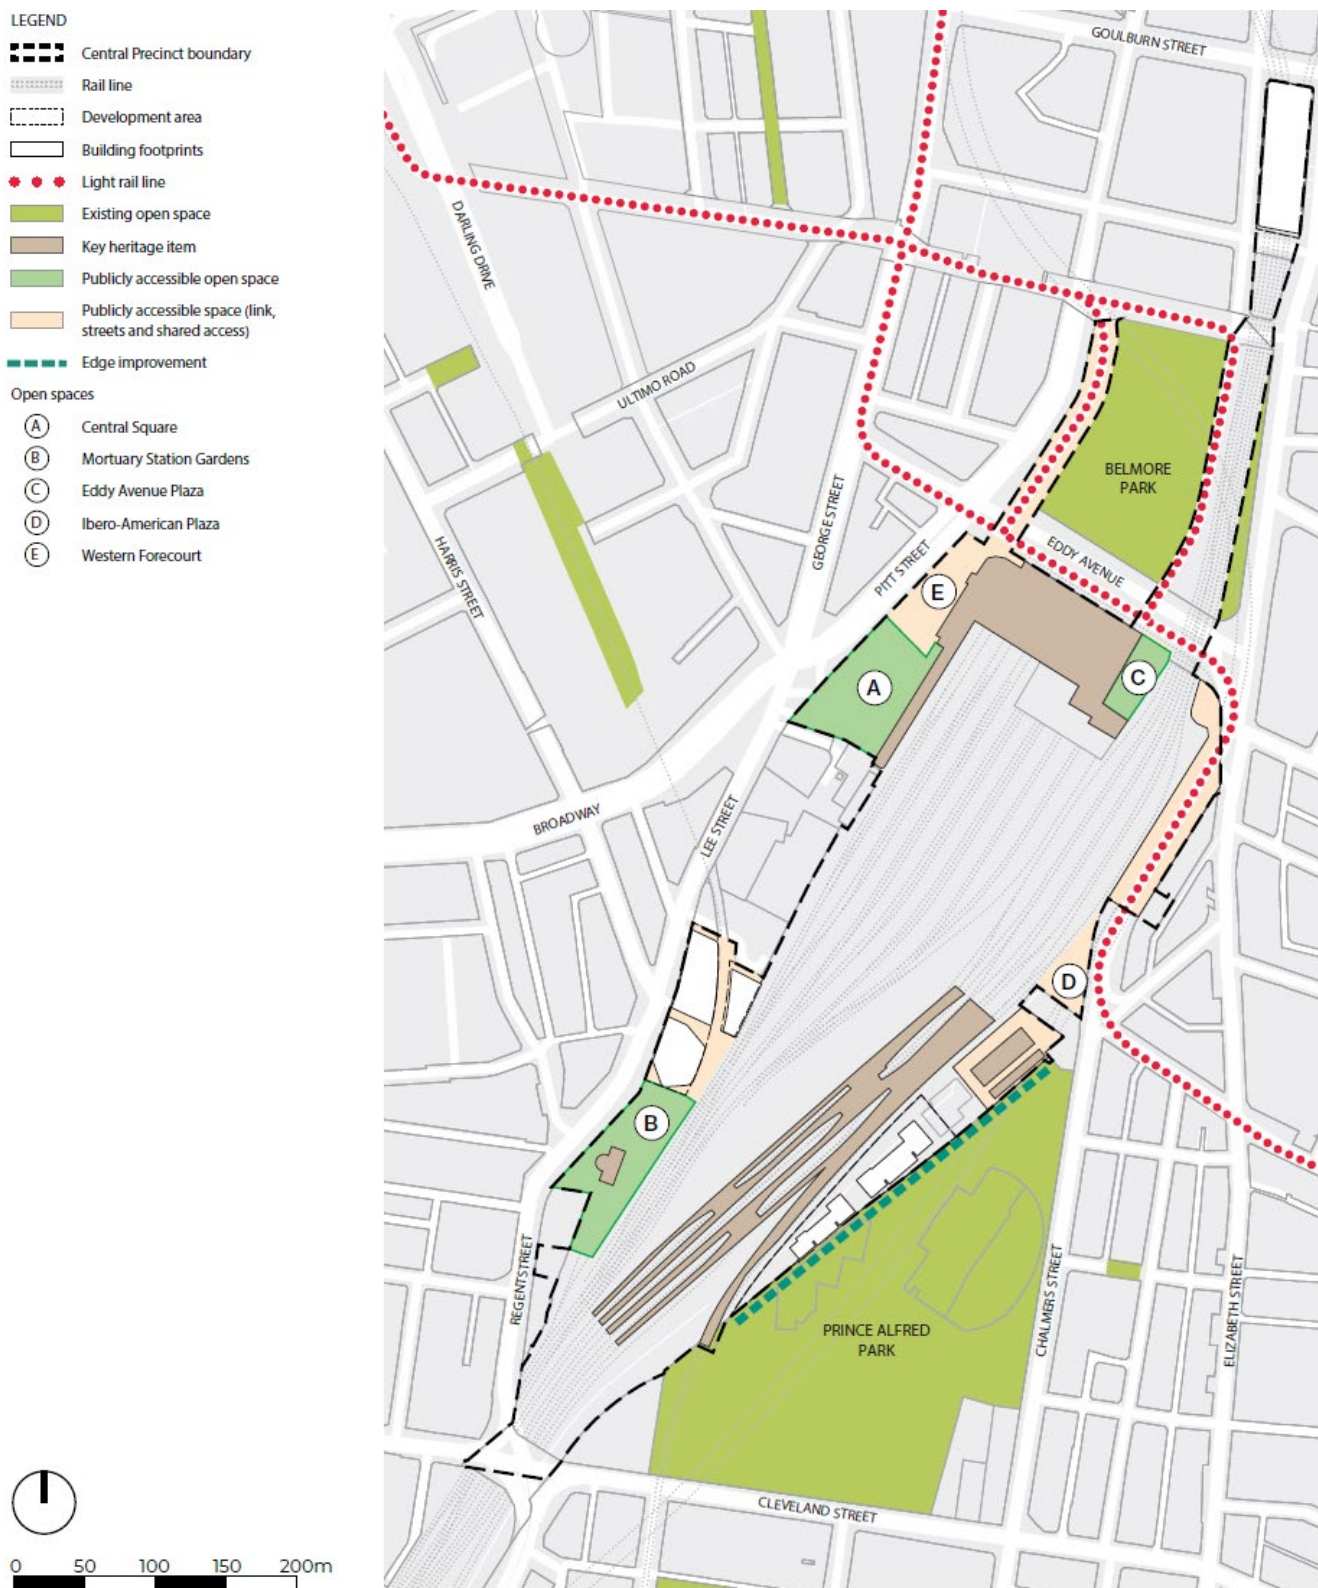 LEGEND
Central Precinct boundary
Rail line
Development area
Building footprints
Light rail line
Existing open space
Key heritage item
Publicly accessible open space
Publicly accessible space (link,
streets and shared access)
Edge improvement
Open spaces
A Central Square
B Mortuary Station Gardens
C Eddy Avenue Plaza
D Ibero-American Plaza
E Western Forecourt
GOULBURN STREET
DARLING DRIVE
ULTIMO ROAD
BELMORE
PARK
HARRIS STREET
GEORGE STREET
PITT STREET
EDDY AVENUE
E
A
C
BROADWAY
LEE STREET
D
B
REGENT STREET
PRINCE ALFRED
PARK
CHALMERS STREET
ELIZABETH STREET
CLEVELAND STREET
0 50 100 150 200m